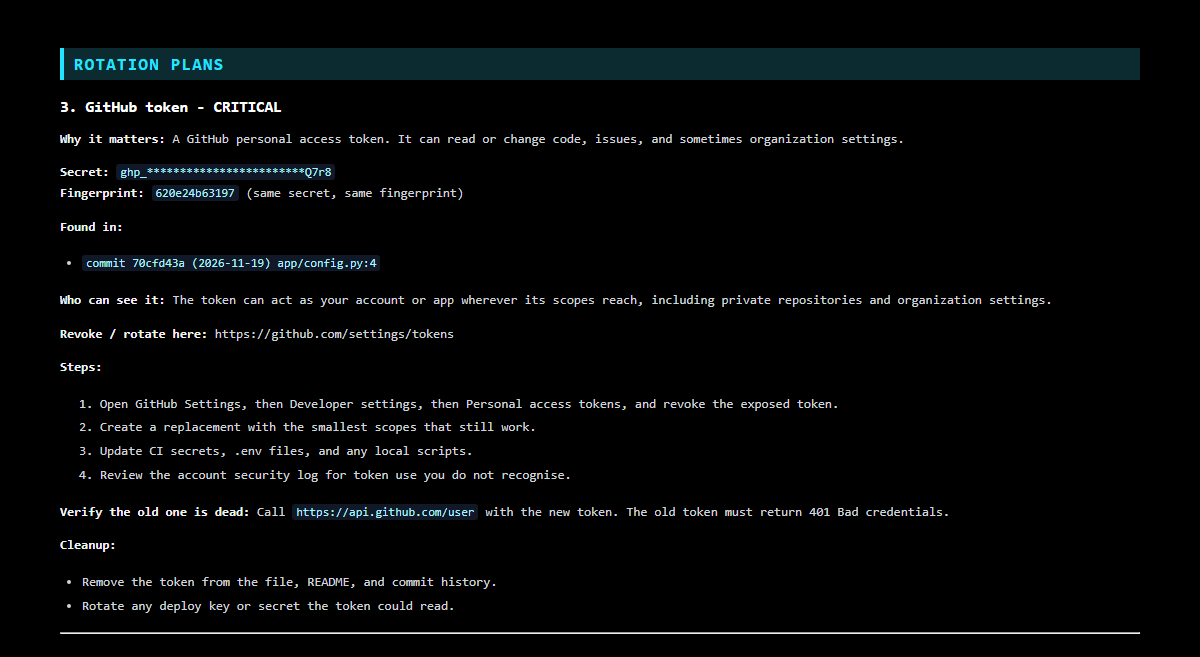 ROTATION PLANS
3. GitHub token - CRITICAL
Why it matters: A GitHub personal access token. It can read or change code, issues, and sometimes organization settings.
Secret: ghp_************************Q7r8
Fingerprint: 620e24b63197 (same secret, same fingerprint)
Found in:
• commit 70cfd43a (2026-11-19) app/config.py:4
Who can see it: The token can act as your account or app wherever its scopes reach, including private repositories and organization settings.
Revoke / rotate here: https://github.com/settings/tokens
Steps:
1. Open GitHub Settings, then Developer settings, then Personal access tokens, and revoke the exposed token.
2. Create a replacement with the smallest scopes that still work.
3. Update CI secrets, .env files, and any local scripts.
4. Review the account security log for token use you do not recognise.
Verify the old one is dead: Call https://api.github.com/user with the new token. The old token must return 401 Bad credentials.
Cleanup:
• Remove the token from the file, README, and commit history.
• Rotate any deploy key or secret the token could read.